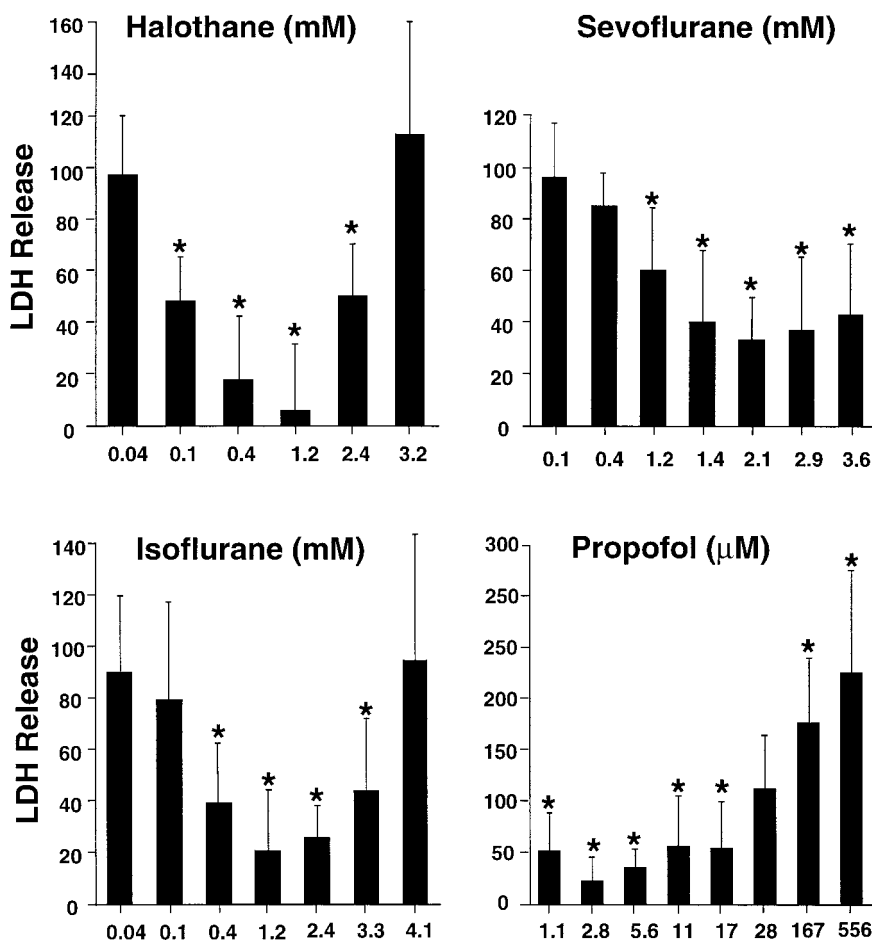 Halothane (mM)
LDH Release
160
140
120
100
80
60
40
20
0
* * * *
0.04 0.1 0.4 1.2 2.4 3.2
Sevoflurane (mM)
120
100
80
60
40
20
0
* * * * *
0.1 0.4 1.2 1.4 2.1 2.9 3.6
Isoflurane (mM)
LDH Release
140
120
100
80
60
40
20
0
* * * *
0.04 0.1 0.4 1.2 2.4 3.3 4.1
Propofol (μM)
300
250
250
200
150
100
50
0
* * * * * * *
1.1 2.8 5.6 11 17 28 167 556